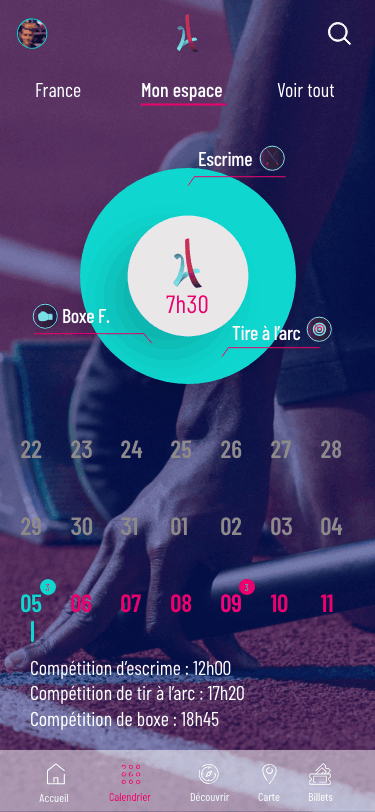 France Mon espace Voir tout
Escrime
7h30
Boxe F.
Tire à l'arc
22 23 24 25 26 27 28
29 30 31 01 02 03 04
3 3
05 06 07 08 09 10 11
Compétition d'escrime : 12h00
Compétition de tir à l'arc : 17h20
Compétition de boxe : 18h45
Accueil Calendrier Découvrir Carte Billets